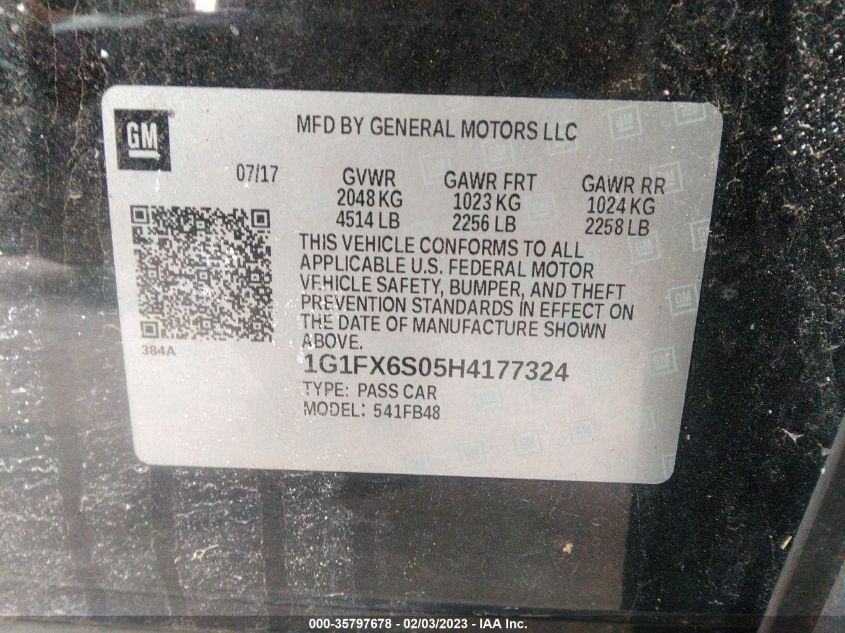 GM
MFD BY GENERAL MOTORS LLC
07/17 GVWR GAWR FRT GAWR RR
2048 KG 1023 KG 1024 KG
4514 LB 2256 LB 2258 LB
THIS VEHICLE CONFORMS TO ALL
APPLICABLE U.S. FEDERAL MOTOR
VEHICLE SAFETY, BUMPER, AND THEFT
PREVENTION STANDARDS IN EFFECT ON
THE DATE OF MANUFACTURE SHOWN
ABOVE.
384A
1G1FX6S05H4177324
TYPE: PASS CAR
MODEL: 541FB48
1-000-35797678 - 02/03/2023 - IAA Inc.